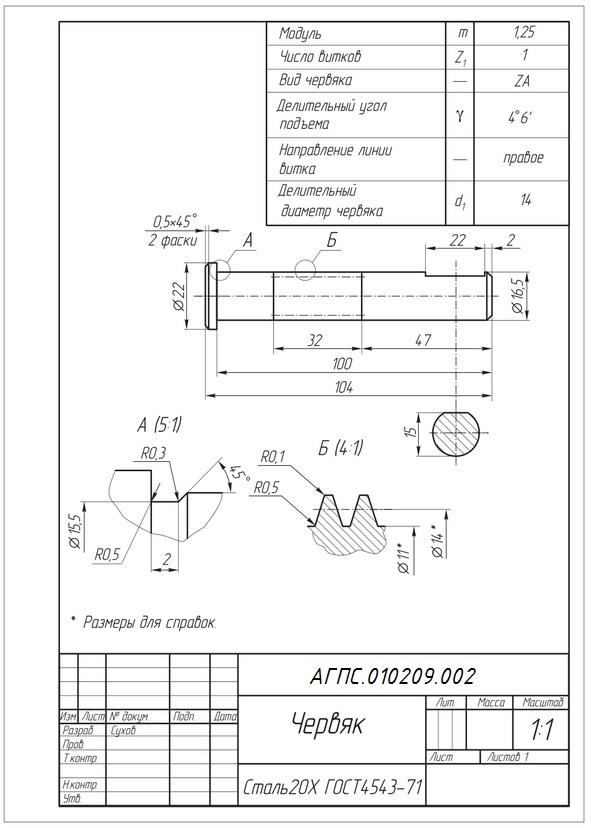 Модуль m 1,25
Число витков Z1 1
Вид червяка — ZA
Делительный угол
подъема γ 4°6'
Направление линии
витка — правое
Делительный
диаметр червяка d1 14
0,5×45°
2 фаски
А
Б
22
2
Ø22
Ø16,5
32
47
100
104
А (5:1)
R0,3
45°
Ø15,5
R0,5
2
Б (4:1)
R0,1
R0,5
Ø11*
Ø14*
15
* Размеры для справок.
АГПС.010209.002
Червяк
Лит. Масса Масштаб
1:1
Изм Лист № докум Подп. Дата
Разраб Сухов
Пров.
Т.контр
Лист Листов 1
Н.контр
Утв.
Сталь20Х ГОСТ4543-71